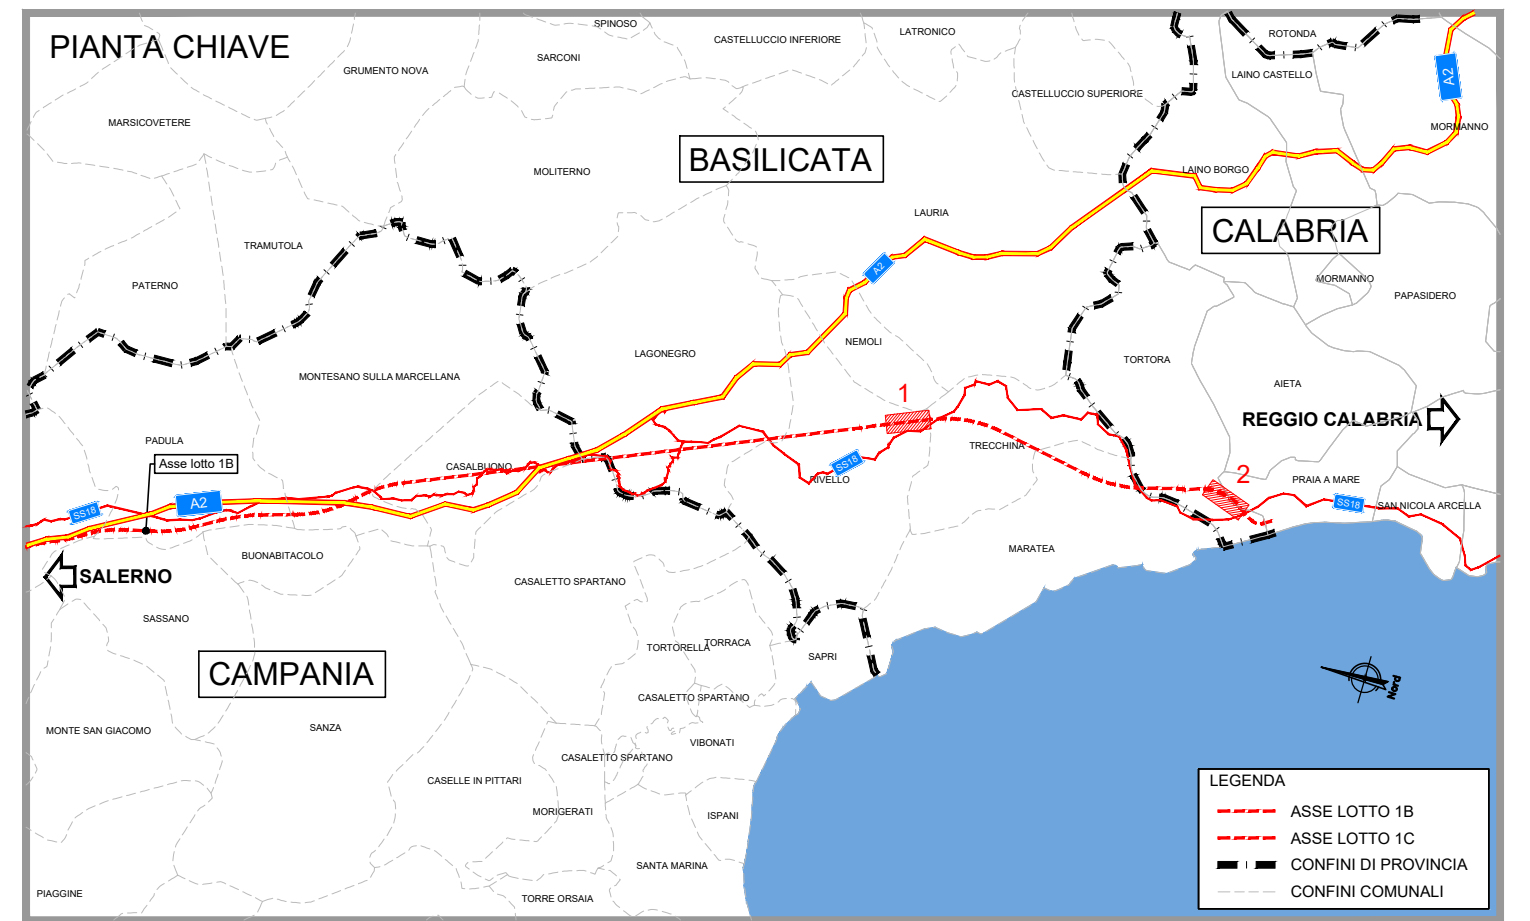 PIANTA CHIAVE
SPINOSO
SARCONI
CASTELLUCCIO INFERIORE
LATRONICO
ROTONDA
GRUMENTO NOVA
LAINO CASTELLO
A2
CASTELLUCCIO SUPERIORE
MARSICOVETERE
MORMANNO
BASILICATA
MOLITERNO
LAINO BORGO
LAURIA
CALABRIA
TRAMUTOLA
A2
PATERNO
MORMANNO
PAPASIDERO
NEMOLI
LAGONEGRO
TORTORA
MONTESANO SULLA MARCELLANA
AIETA
1
REGGIO CALABRIA
PADULA
TRECCHINA
Asse lotto 1B
CASALBUONO
SS18
RIVELLO
2
PRAIA A MARE
A2
SS18
SS18
SAN NICOLA ARCELLA
BUONABITACOLO
MARATEA
SALERNO
CASALETTO SPARTANO
SASSANO
TORTORELLA
TORRACA
SAPRI
CAMPANIA
CASALETTO SPARTANO
Nord
MONTE SAN GIACOMO
SANZA
VIBONATI
CASALETTO SPARTANO
CASELLE IN PITTARI
MORIGERATI
ISPANI
SANTA MARINA
PIAGGINE
TORRE ORSAIA
LEGENDA
ASSE LOTTO 1B
ASSE LOTTO 1C
CONFINI DI PROVINCIA
CONFINI COMUNALI